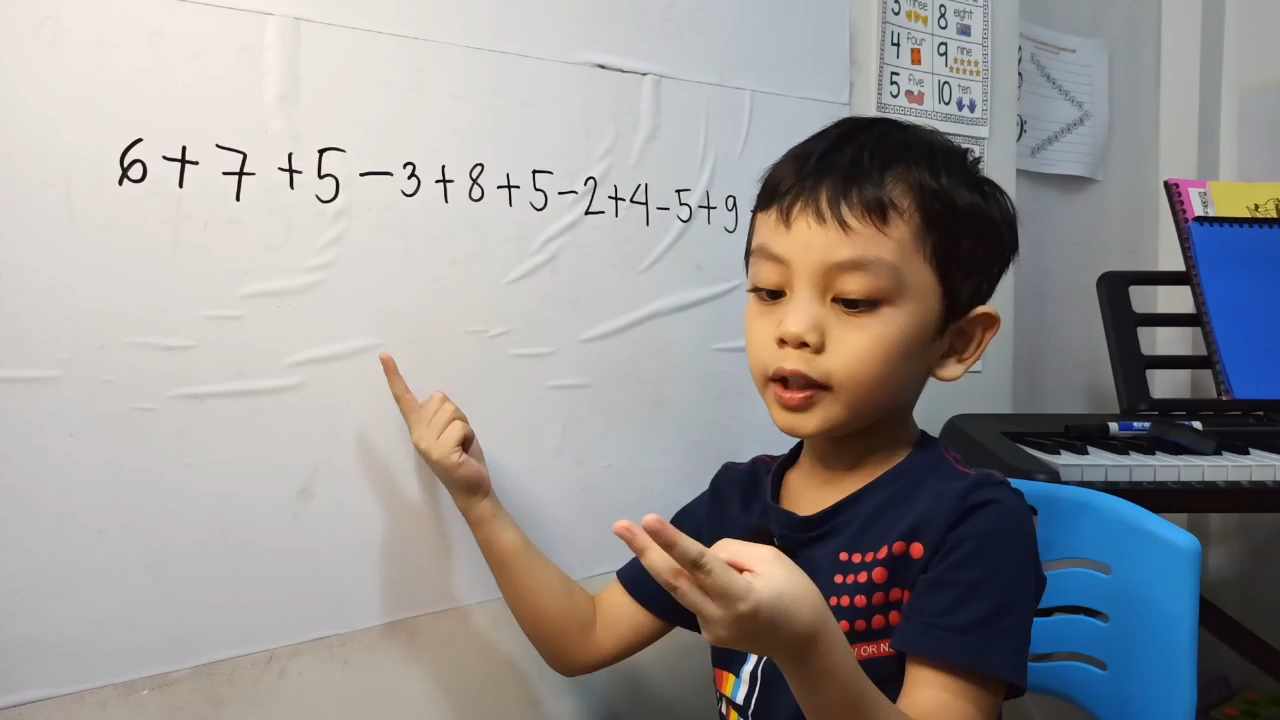 6+7+5-3+8+5-2+4-5+9
3 three
8 eight
4 four
9 nine
5 five
10 ten